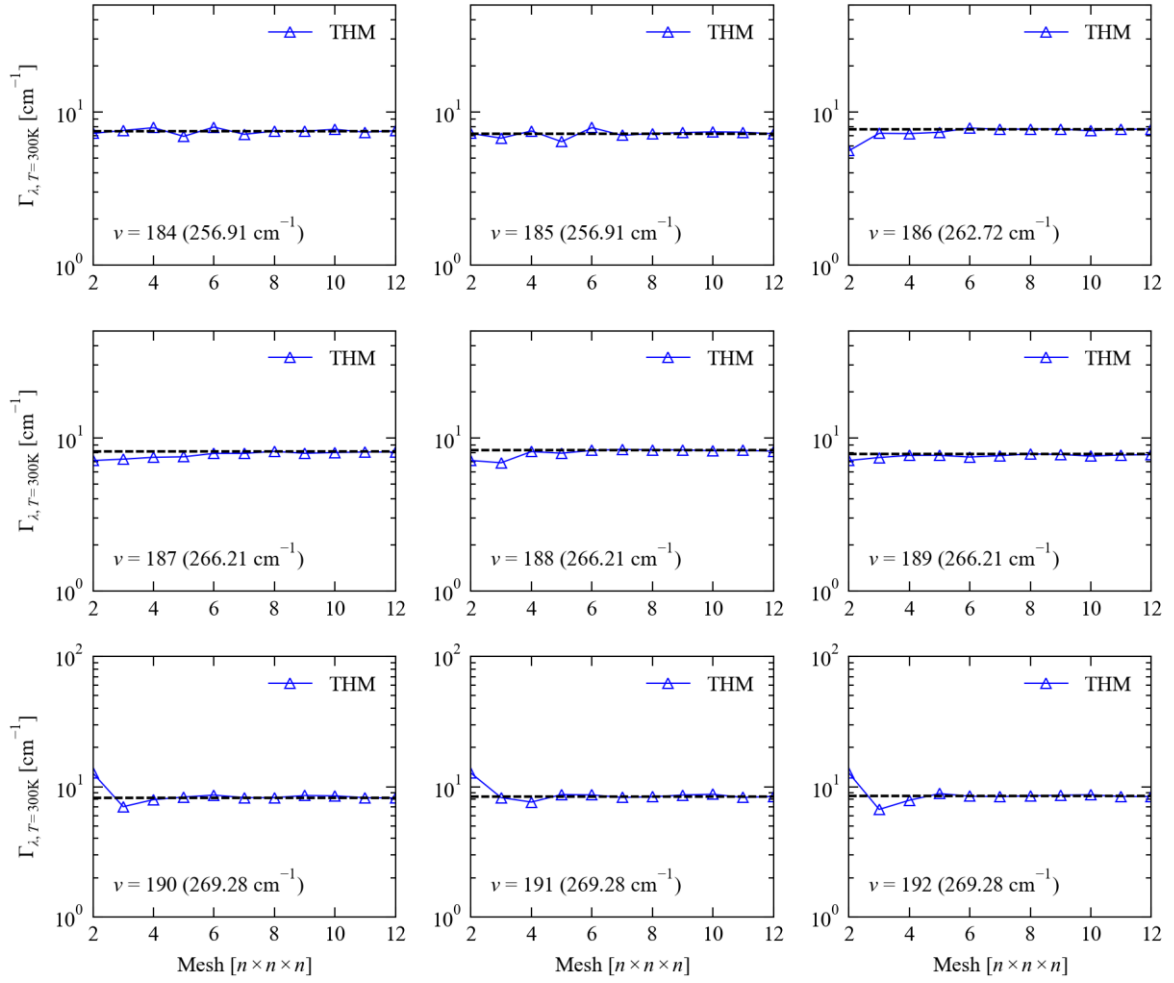 THM
THM
THM
10¹
10¹
10¹
Γλ, T=300K [cm⁻¹]
ν = 184 (256.91 cm⁻¹)
ν = 185 (256.91 cm⁻¹)
ν = 186 (262.72 cm⁻¹)
10⁰
10⁰
10⁰
2 4 6 8 10 12
2 4 6 8 10 12
2 4 6 8 10 12
THM
THM
THM
10¹
10¹
10¹
Γλ, T=300K [cm⁻¹]
ν = 187 (266.21 cm⁻¹)
ν = 188 (266.21 cm⁻¹)
ν = 189 (266.21 cm⁻¹)
10⁰
10⁰
10⁰
2 4 6 8 10 12
2 4 6 8 10 12
2 4 6 8 10 12
10²
10²
10²
THM
THM
THM
10¹
10¹
10¹
Γλ, T=300K [cm⁻¹]
ν = 190 (269.28 cm⁻¹)
ν = 191 (269.28 cm⁻¹)
ν = 192 (269.28 cm⁻¹)
10⁰
10⁰
10⁰
2 4 6 8 10 12
2 4 6 8 10 12
2 4 6 8 10 12
Mesh [n × n × n]
Mesh [n × n × n]
Mesh [n × n × n]